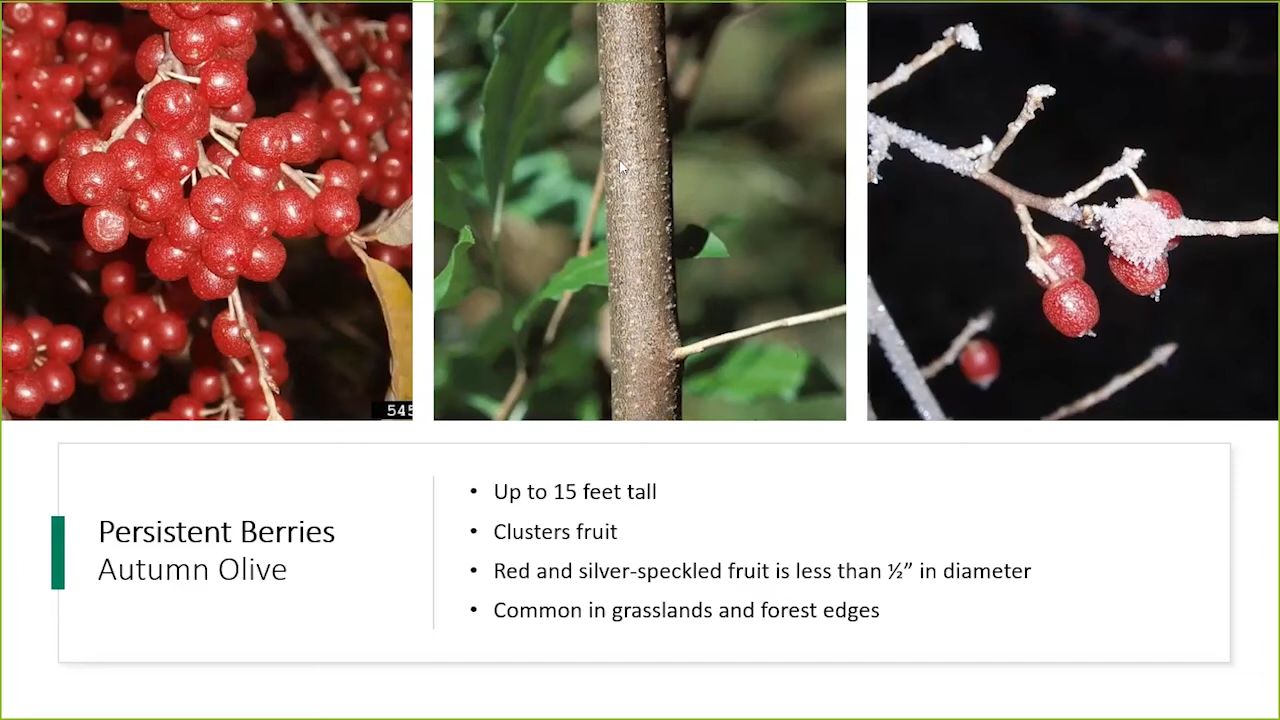 545
Persistent Berries
Autumn Olive
• Up to 15 feet tall
• Clusters fruit
• Red and silver-speckled fruit is less than ½” in diameter
• Common in grasslands and forest edges